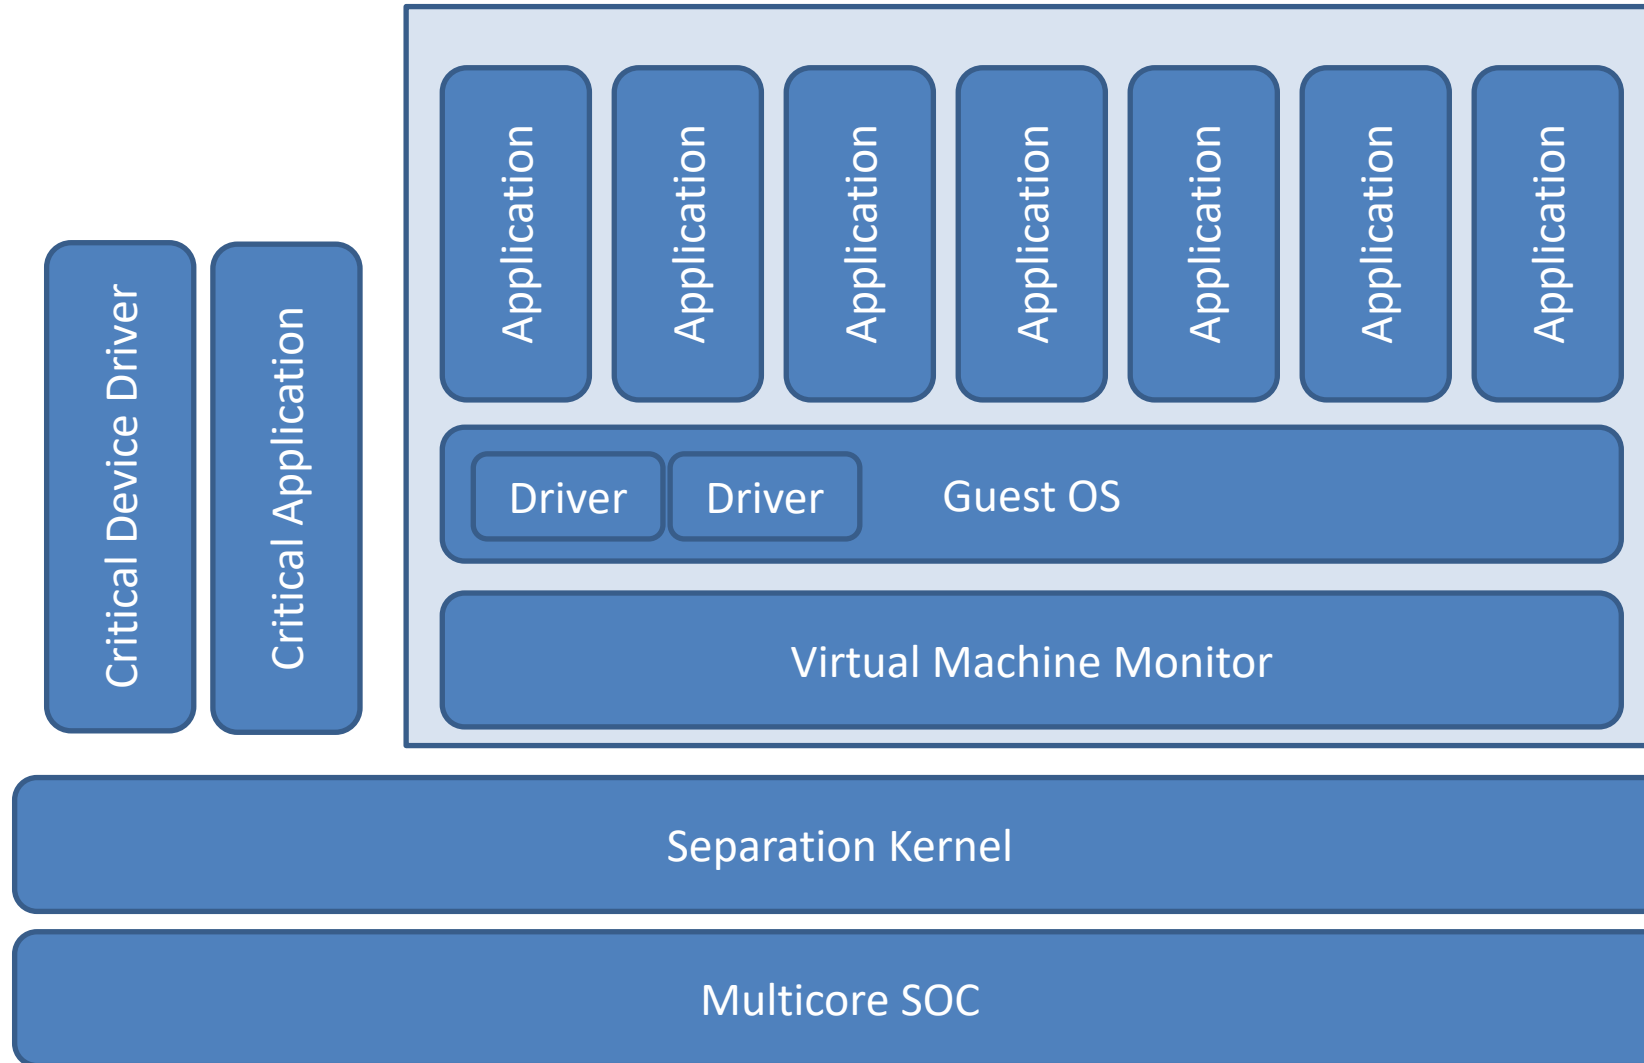 Critical Device Driver
Critical Application
Application
Application
Application
Application
Application
Application
Application
Driver
Driver
Guest OS
Virtual Machine Monitor
Separation Kernel
Multicore SOC